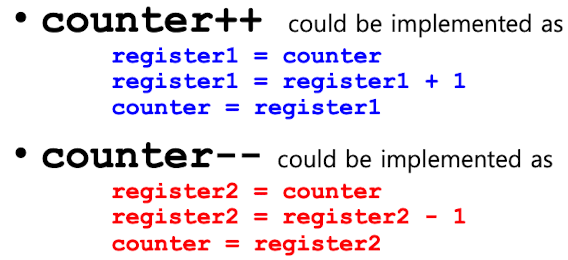 • counter++ could be implemented as
register1 = counter
register1 = register1 + 1
counter = register1
• counter-- could be implemented as
register2 = counter
register2 = register2 - 1
counter = register2